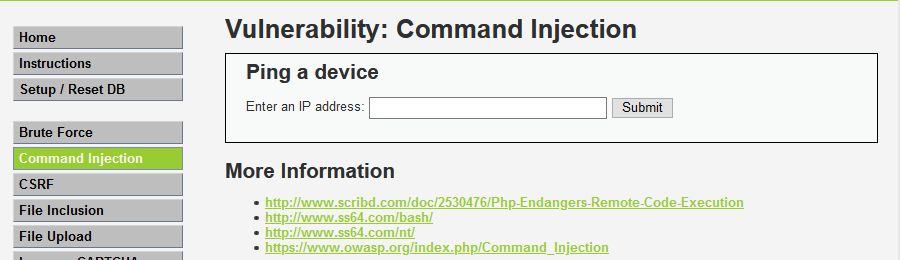 Home
Instructions
Setup / Reset DB
Brute Force
Command Injection
CSRF
File Inclusion
File Upload
Vulnerability: Command Injection
Ping a device
Enter an IP address: Submit
More Information
http://www.scribd.com/doc/2530476/Php-Endangers-Remote-Code-Execution
http://www.ss64.com/bash/
http://www.ss64.com/nt/
https://www.owasp.org/index.php/Command_Injection